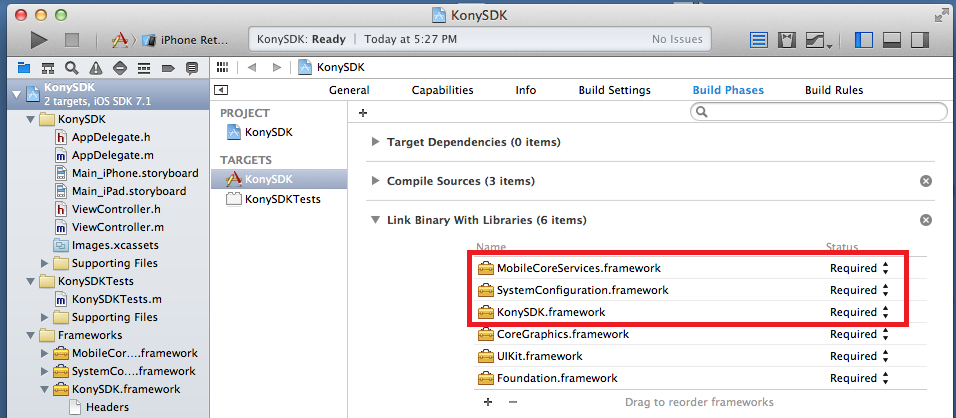 KonySDK
iPhone Ret...
KonySDK: Ready | Today at 5:27 PM
No Issues
KonySDK
KonySDK
2 targets, iOS SDK 7.1
KonySDK
AppDelegate.h
AppDelegate.m
Main_iPhone.storyboard
Main_iPad.storyboard
ViewController.h
ViewController.m
Images.xcassets
Supporting Files
KonySDKTests
KonySDKTests.m
Supporting Files
Frameworks
MobileCor....framework
SystemCo....framework
KonySDK.framework
Headers
General Capabilities Info Build Settings Build Phases Build Rules
PROJECT
KonySDK
TARGETS
KonySDK
KonySDKTests
Target Dependencies (0 items)
Compile Sources (3 items)
Link Binary With Libraries (6 items)
Name Status
MobileCoreServices.framework Required
SystemConfiguration.framework Required
KonySDK.framework Required
CoreGraphics.framework Required
UIKit.framework Required
Foundation.framework Required
Drag to reorder frameworks